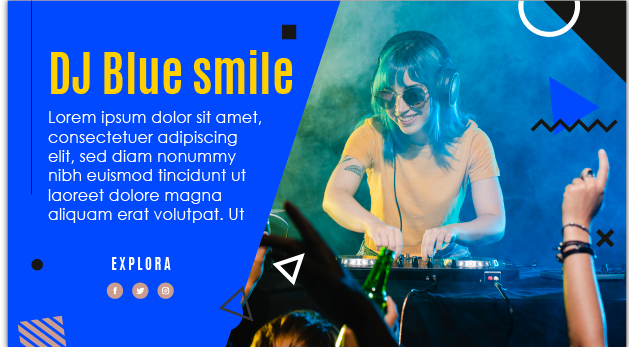 DJ Blue smile
Lorem ipsum dolor sit amet,
consectetuer adipiscing
elit, sed diam nonummy
nibh euismod tincidunt ut
laoreet dolore magna
aliquam erat volutpat. Ut
EXPLORA